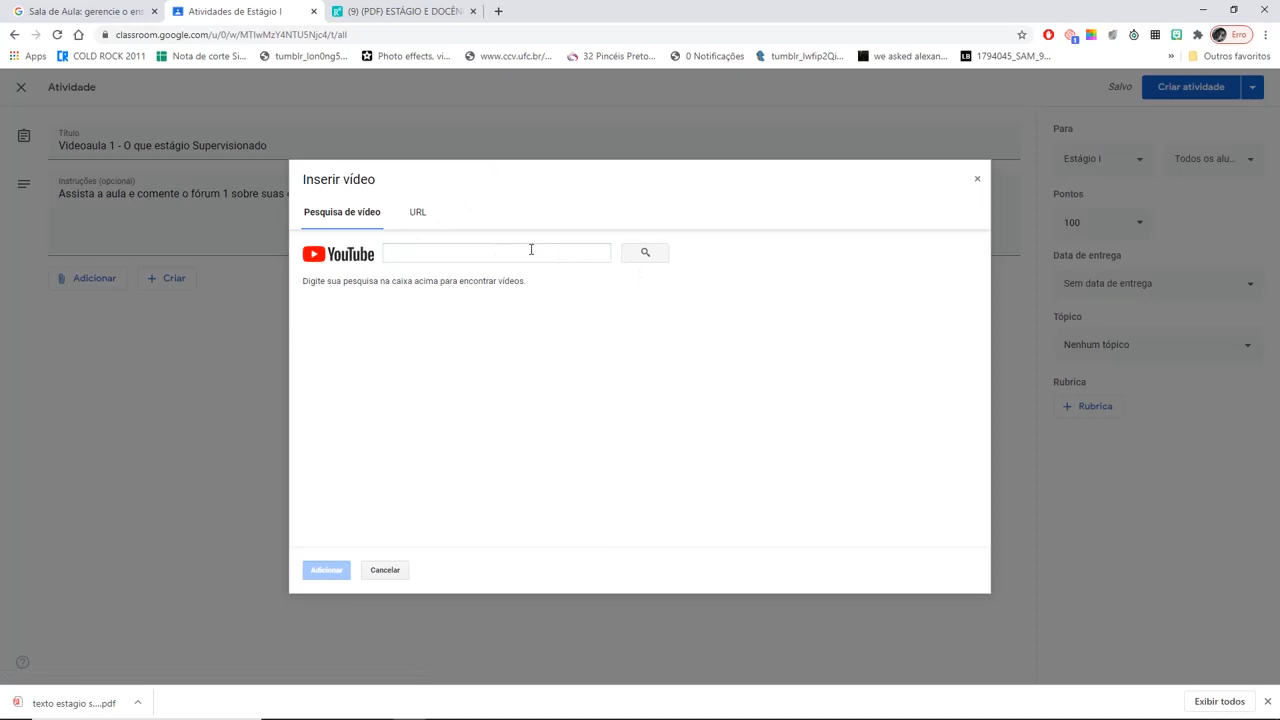 Sala de Aula: gerencie o en
Atividades de Estágio I
(9) (PDF) ESTÁGIO E DOCÊN
classroom.google.com/u/0/w/MTIwMzY4NTU5Njc4/t/all
Erro
Apps
COLD ROCK 2011
Nota de corte Si...
tumblr_lon0ng5...
Photo effects, vi...
www.ccv.ufc.br/...
32 Pincéis Preto...
0 Notificações
tumblr_lwfip2Qi...
we asked alexan...
LB 1794045_SAM_9...
»
Outros favoritos
Atividade
Salvo
Criar atividade
Título
Videoaula 1 - O que estágio Supervisionado
Instruções (opcional)
Assista a aula e comente o fórum 1 sobre suas
Adicionar
Criar
Para
Estágio I
Todos os alu...
Pontos
100
Data de entrega
Sem data de entrega
Tópico
Nenhum tópico
Rubrica
+ Rubrica
Inserir vídeo
×
Pesquisa de vídeo
URL
YouTube
Digite sua pesquisa na caixa acima para encontrar vídeos.
Adicionar
Cancelar
texto estagio s....pdf
Exibir todos